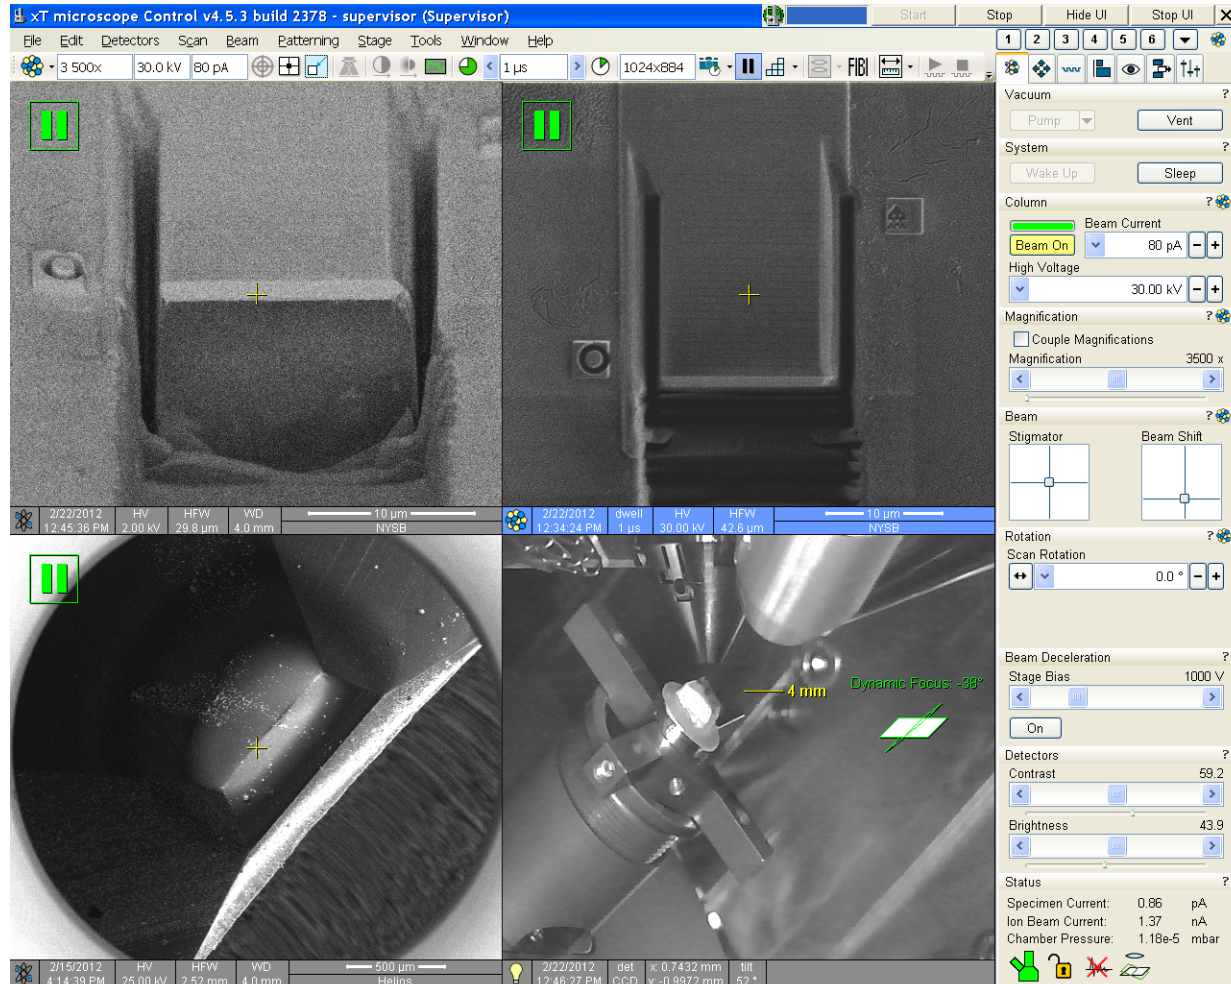 xT microscope Control v4.5.3 build 2378 - supervisor (Supervisor)
Start Stop Hide UI Stop UI X
File Edit Detectors Scan Beam Patterning Stage Tools Window Help
1 2 3 4 5 6
3 500x 30.0 kV 80 pA 1 µs 1024x884 FIBI
Vacuum ?
Pump Vent
System ?
Wake Up Sleep
Column ?
Beam Current
Beam On 80 pA - +
High Voltage
30.00 kV - +
Magnification ?
Couple Magnifications
Magnification 3500 x
Beam ?
Stigmator Beam Shift
Rotation ?
Scan Rotation
0.0 ° - +
Beam Deceleration ?
Stage Bias 1000 V
On
Detectors ?
Contrast 59.2
Brightness 43.9
Status ?
Specimen Current: 0.86 pA
Ion Beam Current: 1.37 nA
Chamber Pressure: 1.18e-5 mbar
2/22/2012 HV HFW WD 10 µm
12:45:36 PM 2.00 kV 29.8 µm 4.0 mm NYSB
2/22/2012 dwell HV HFW 10 µm
12:34:24 PM 1 µs 30.00 kV 42.6 µm NYSB
4 mm
Dynamic Focus: -38°
2/15/2012 HV HFW WD 500 µm
4:14:39 PM 25.00 kV 2.52 mm 4.0 mm Helios
2/22/2012 det x: 0.7432 mm tilt
12:46:27 PM CCD y: -0.9972 mm 52 °